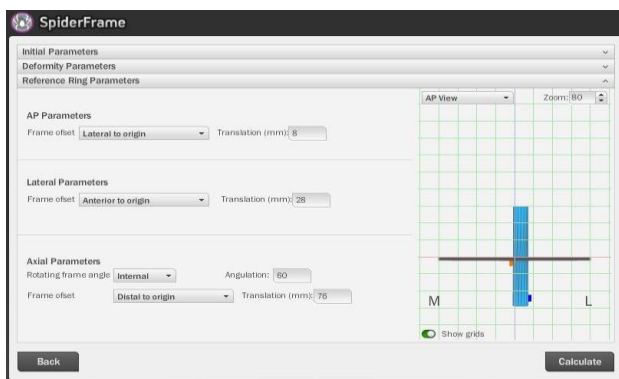 SpiderFrame
Initial Parameters
Deformity Parameters
Reference Ring Parameters
AP View
Zoom: 80
AP Parameters
Frame ofset Lateral to origin Translation (mm): 8
Lateral Parameters
Frame ofset Anterior to origin Translation (mm): 28
Axial Parameters
Rotating frame angle Internal Angulation: 60
Frame ofset Distal to origin Translation (mm): 76
M L
Show grids
Back Calculate